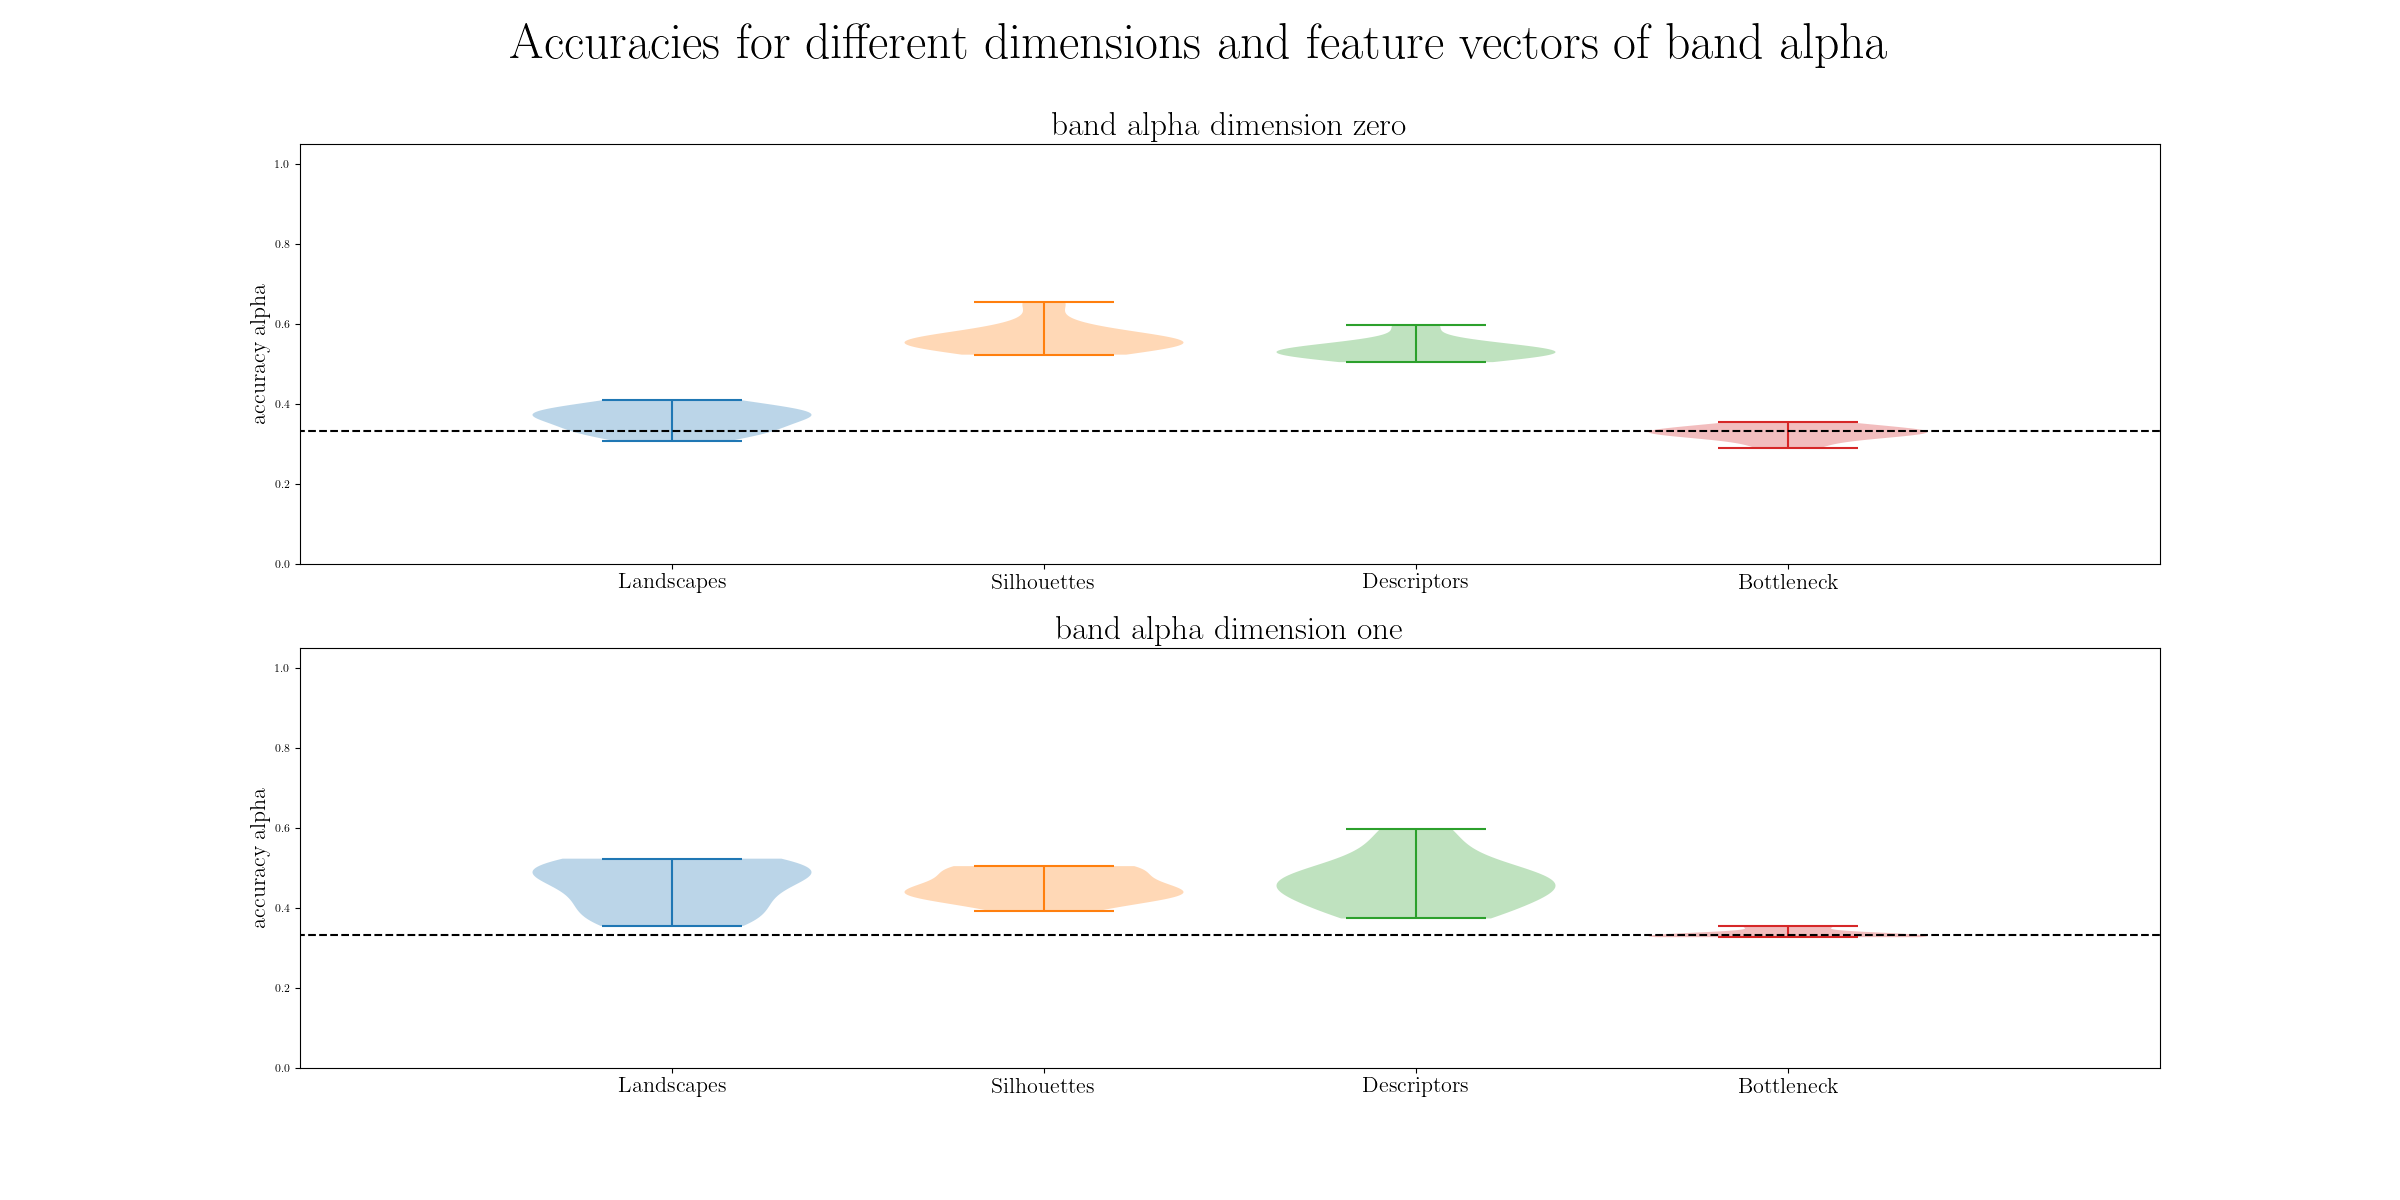 Accuracies for different dimensions and feature vectors of band alpha
band alpha dimension zero
1.0
0.8
0.6
0.4
0.2
0.0
accuracy alpha
Landscapes Silhouettes Descriptors Bottleneck
band alpha dimension one
1.0
0.8
0.6
0.4
0.2
0.0
accuracy alpha
Landscapes Silhouettes Descriptors Bottleneck